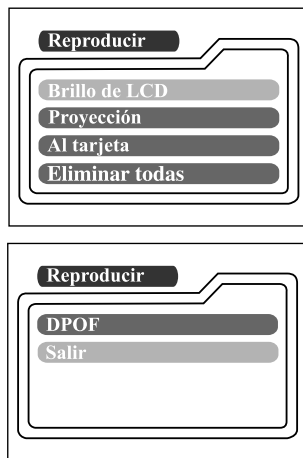 Reproducir
Brillo de LCD
Proyección
Al tarjeta
Eliminar todas
Reproducir
DPOF
Salir